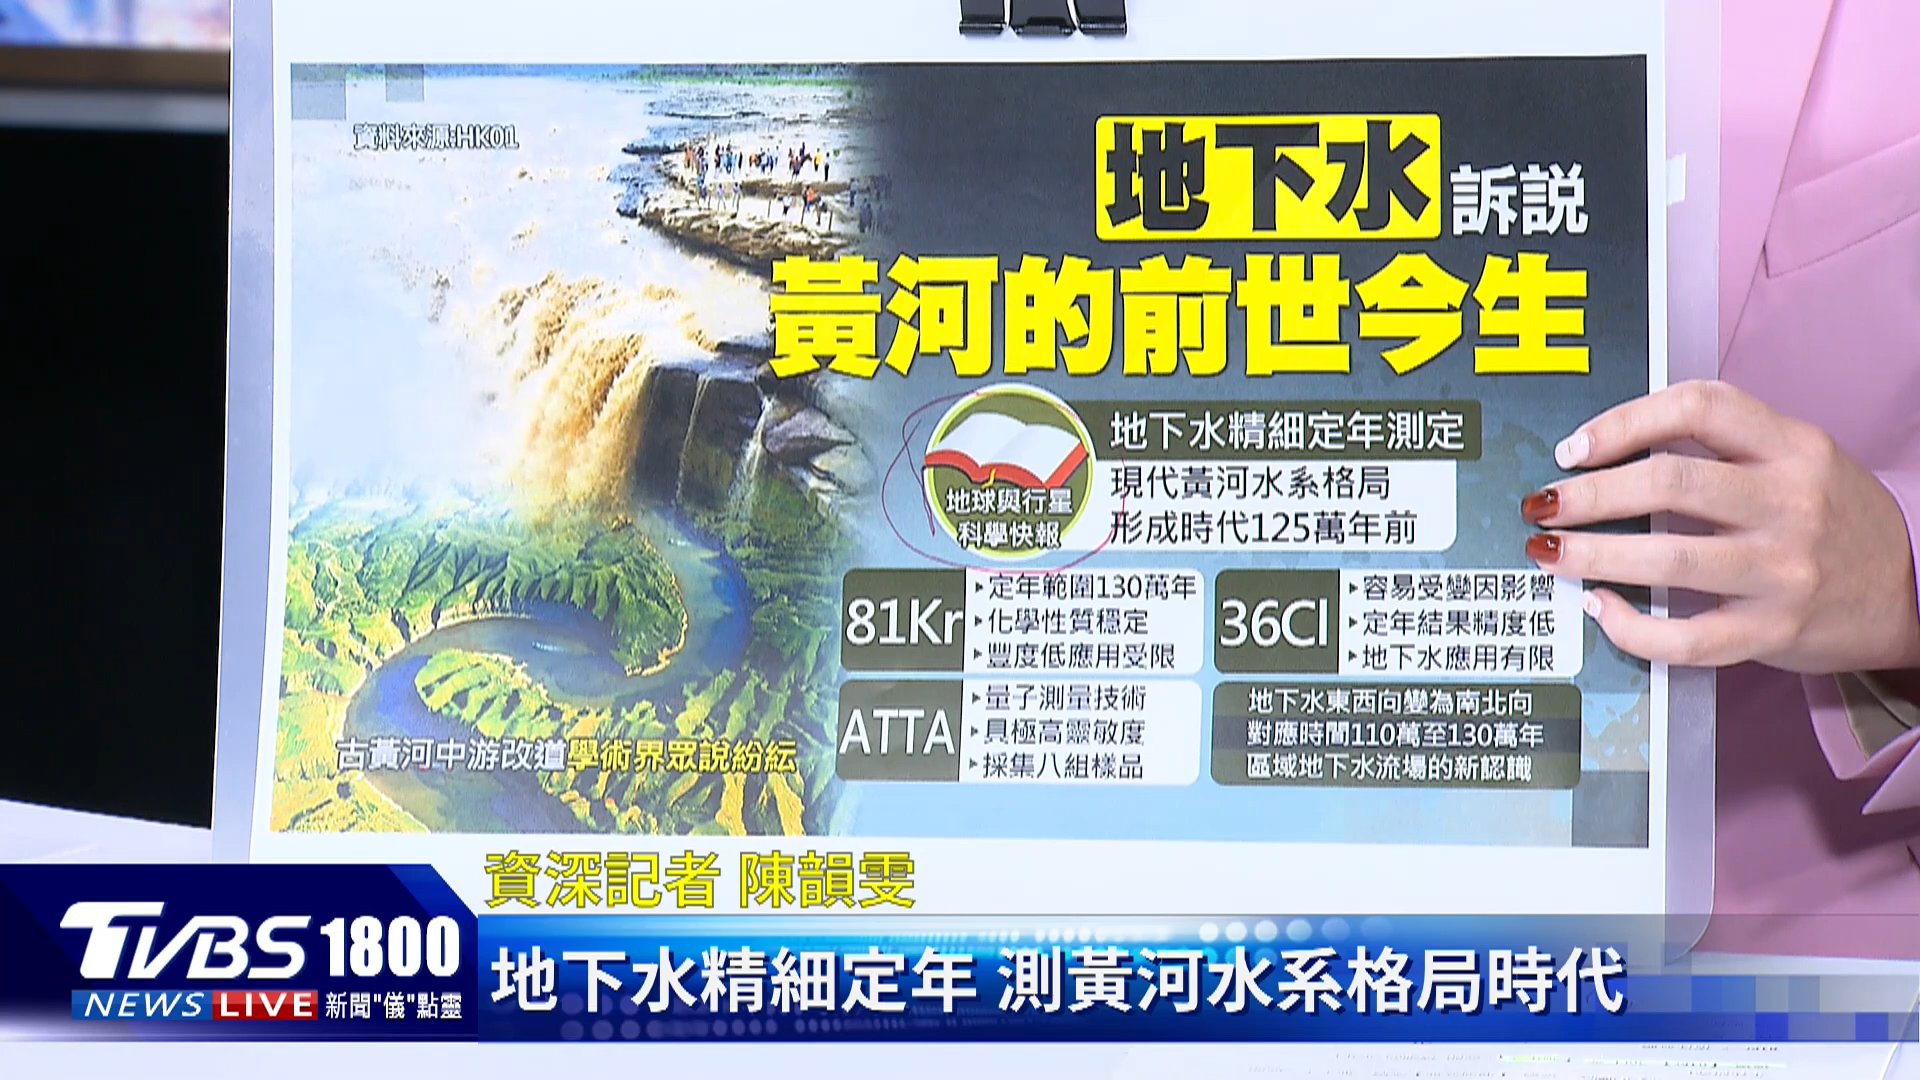 資料來源:HK01
地下水訴說
黃河的前世今生
地球與行星
科學快報
地下水精細定年測定
現代黃河水系格局
形成時代125萬年前
81Kr
▸定年範圍130萬年
▸化學性質穩定
▸豐度低應用受限
36Cl
▸容易受變因影響
▸定年結果精度低
▸地下水應用有限
ATTA
▸量子測量技術
▸具極高靈敏度
▸採集八組樣品
地下水東西向變為南北向
對應時間110萬至130萬年
區域地下水流場的新認識
古黃河中游改道學術界眾說紛紜
資深記者 陳韻雯
TVBS 1800
NEWS LIVE 新聞"儀"點靈
地下水精細定年 測黃河水系格局時代